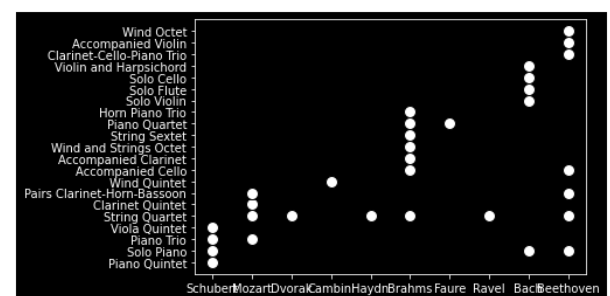 Wind Octet
Accompanied Violin
Clarinet-Cello-Piano Trio
Violin and Harpsichord
Solo Cello
Solo Flute
Solo Violin
Horn Piano Trio
Piano Quartet
String Sextet
Wind and Strings Octet
Accompanied Clarinet
Accompanied Cello
Wind Quintet
Pairs Clarinet-Horn-Bassoon
Clarinet Quintet
String Quartet
Viola Quintet
Piano Trio
Solo Piano
Piano Quintet
Schubert Mozart Dvorak Cambini Haydn Brahms Faure Ravel Bach Beethoven